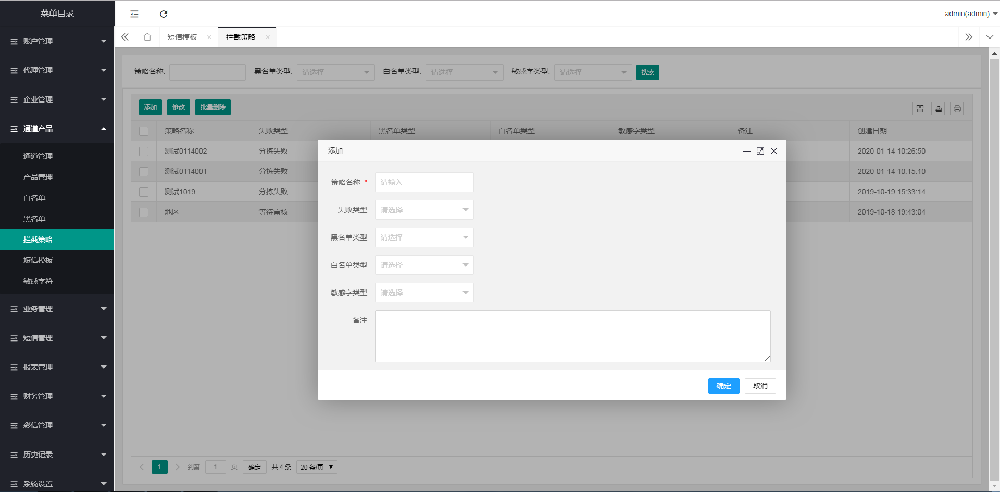 菜单目录
admin(admin)
短信模板
拦截策略
账户管理
代理管理
企业管理
通道产品
通道管理
产品管理
白名单
黑名单
拦截策略
短信模板
敏感字符
业务管理
短信管理
报表管理
财务管理
彩信管理
历史记录
系统设置
策略名称: 黑名单类型: 请选择 白名单类型: 请选择 敏感字类型: 请选择 搜索
添加 修改 批量删除
策略名称 失败类型 黑名单类型 白名单类型 敏感字类型 备注 创建日期
测试0114002 分拣失败 2020-01-14 10:26:50
测试0114001 分拣失败 2020-01-14 10:15:10
测试1019 分拣失败 2019-10-19 15:33:14
地区 等待审核 2019-10-18 19:43:04
添加
策略名称 * 请输入
失败类型 请选择
黑名单类型 请选择
白名单类型 请选择
敏感字类型 请选择
备注
确定 取消
1 到第 1 页 确定 共 4 条 20 条/页